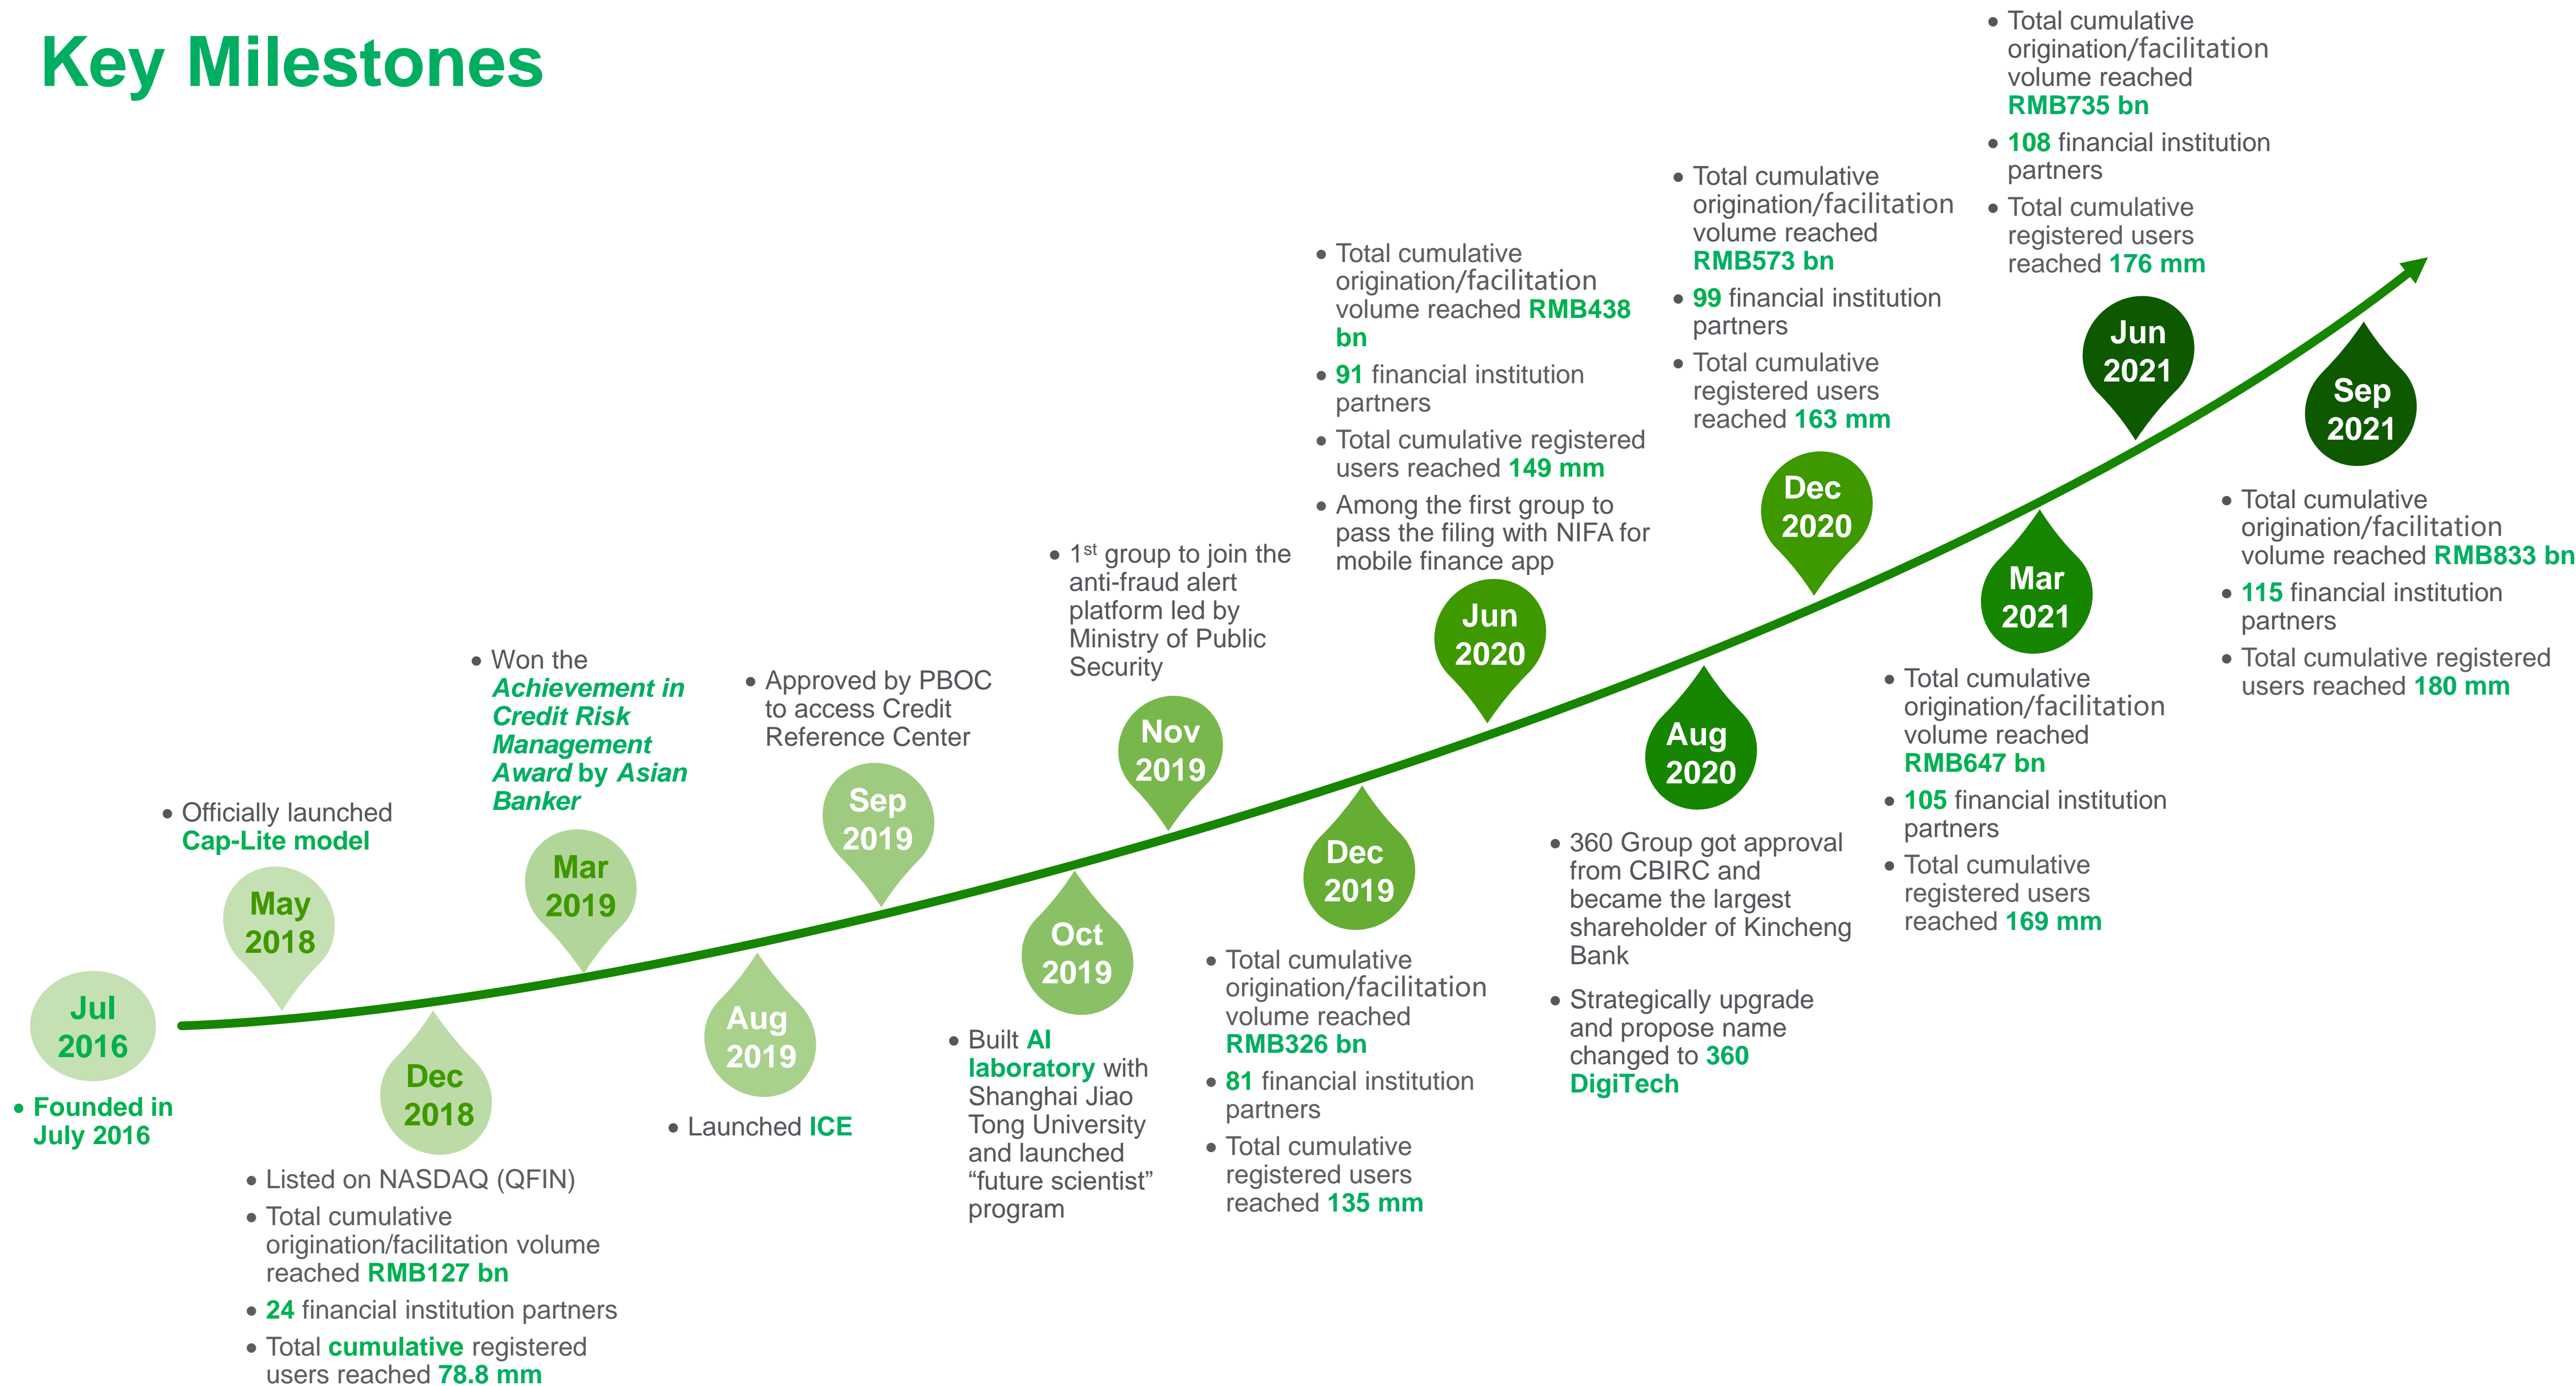 Key Milestones
Jul
2016
• Founded in
July 2016
• Officially launched
Cap-Lite model
May
2018
Dec
2018
• Listed on NASDAQ (QFIN)
• Total cumulative
origination/facilitation volume
reached RMB127 bn
• 24 financial institution partners
• Total cumulative registered
users reached 78.8 mm
• Won the
Achievement in
Credit Risk
Management
Award by Asian
Banker
Mar
2019
Aug
2019
• Launched ICE
• Approved by PBOC
to access Credit
Reference Center
Sep
2019
Oct
2019
• Built AI
laboratory with
Shanghai Jiao
Tong University
and launched
“future scientist”
program
• 1st group to join the
anti-fraud alert
platform led by
Ministry of Public
Security
Nov
2019
Dec
2019
• Total cumulative
origination/facilitation
volume reached
RMB326 bn
• 81 financial institution
partners
• Total cumulative
registered users
reached 135 mm
• Total cumulative
origination/facilitation
volume reached RMB438
bn
• 91 financial institution
partners
• Total cumulative registered
users reached 149 mm
• Among the first group to
pass the filing with NIFA for
mobile finance app
Jun
2020
Aug
2020
• 360 Group got approval
from CBIRC and
became the largest
shareholder of Kincheng
Bank
• Strategically upgrade
and propose name
changed to 360
DigiTech
• Total cumulative
origination/facilitation
volume reached
RMB573 bn
• 99 financial institution
partners
• Total cumulative
registered users
reached 163 mm
Dec
2020
Mar
2021
• Total cumulative
origination/facilitation
volume reached
RMB647 bn
• 105 financial institution
partners
• Total cumulative
registered users
reached 169 mm
• Total cumulative
origination/facilitation
volume reached
RMB735 bn
• 108 financial institution
partners
• Total cumulative
registered users
reached 176 mm
Jun
2021
Sep
2021
• Total cumulative
origination/facilitation
volume reached RMB833 bn
• 115 financial institution
partners
• Total cumulative registered
users reached 180 mm